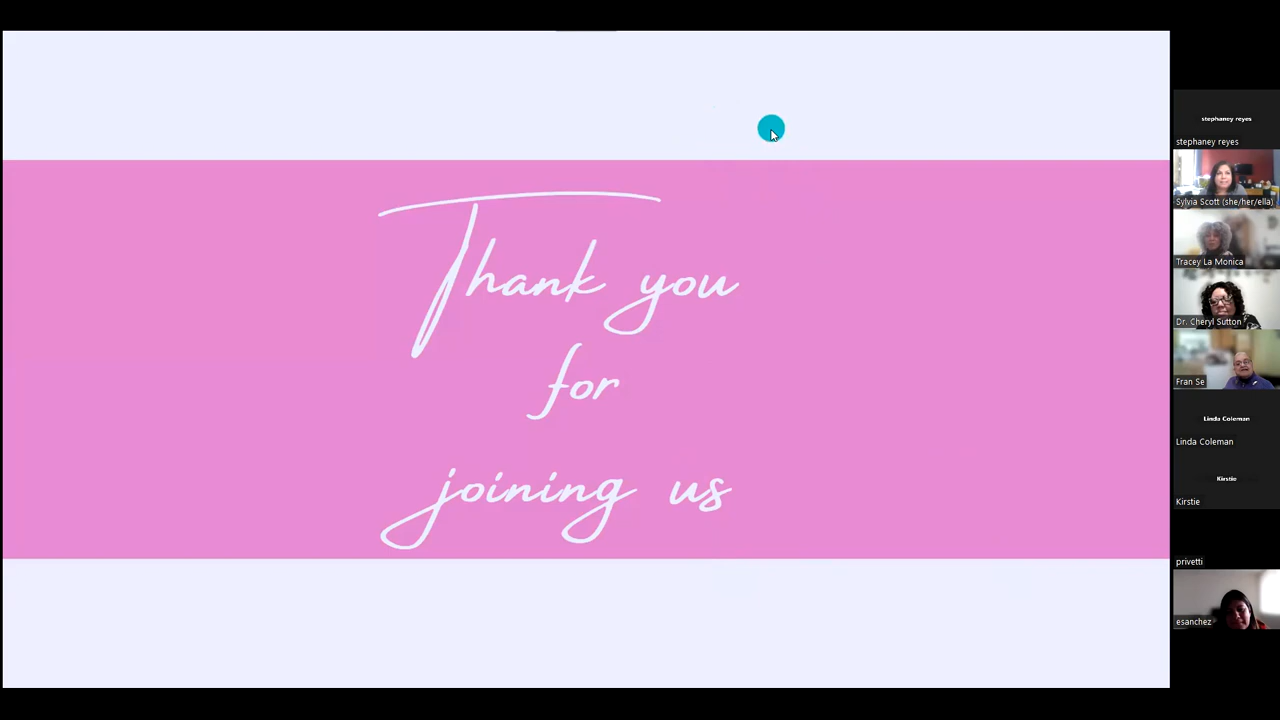 Thank you
for
joining us
stephaney reyes
stephaney reyes
Sylvia Scott (she/her/ella)
Tracey La Monica
Dr. Cheryl Sutton
Fran Se
Linda Coleman
Linda Coleman
Kirstie
Kirstie
privetti
esanchez